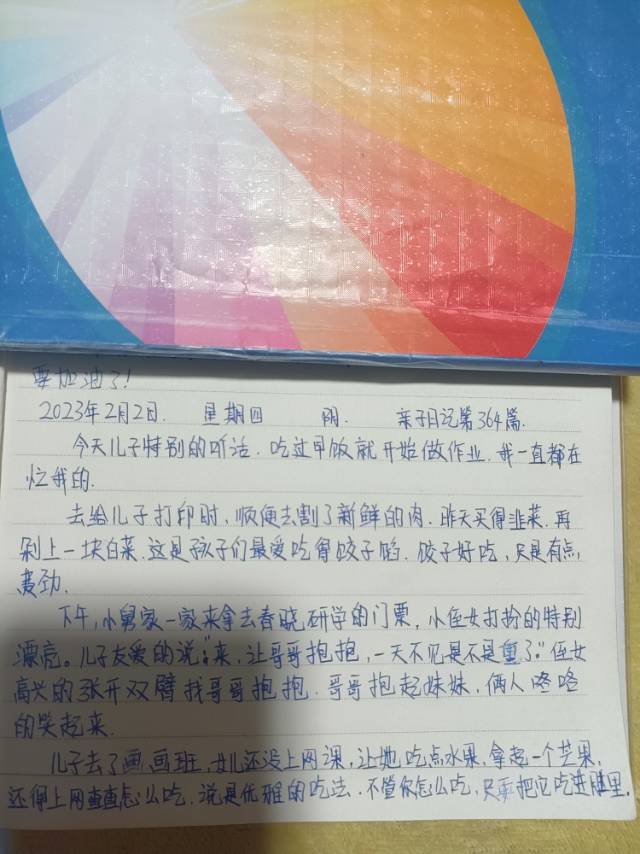 要加油了!
2023年2月2日. 星期四 阴. 亲子日记第364篇.
今天儿子特别的听话.吃过早饭就开始做作业.我一直都在
忙我的.
去给儿子打印时,顺便去割了新鲜的肉.昨天买得韭菜.再
剁上一块白菜.这是孩子们最爱吃得饺子馅.饺子好吃,只是有点
费劲.
下午,小舅家一家来拿去春晓研学的门票,小侄女打扮的特别
漂亮。儿子友爱的说:"来,让哥哥抱抱,一天不见是不是重了."侄女
高兴的张开双臂找哥哥抱抱.哥哥抱起妹妹,俩人咯咯
的笑起来.
儿子去了画画班,女儿还没上网课,让她吃点水果,拿起一个芒果,
还得上网查查怎么吃,说是优雅的吃法.不管你怎么吃,只要把它吃进肚里.